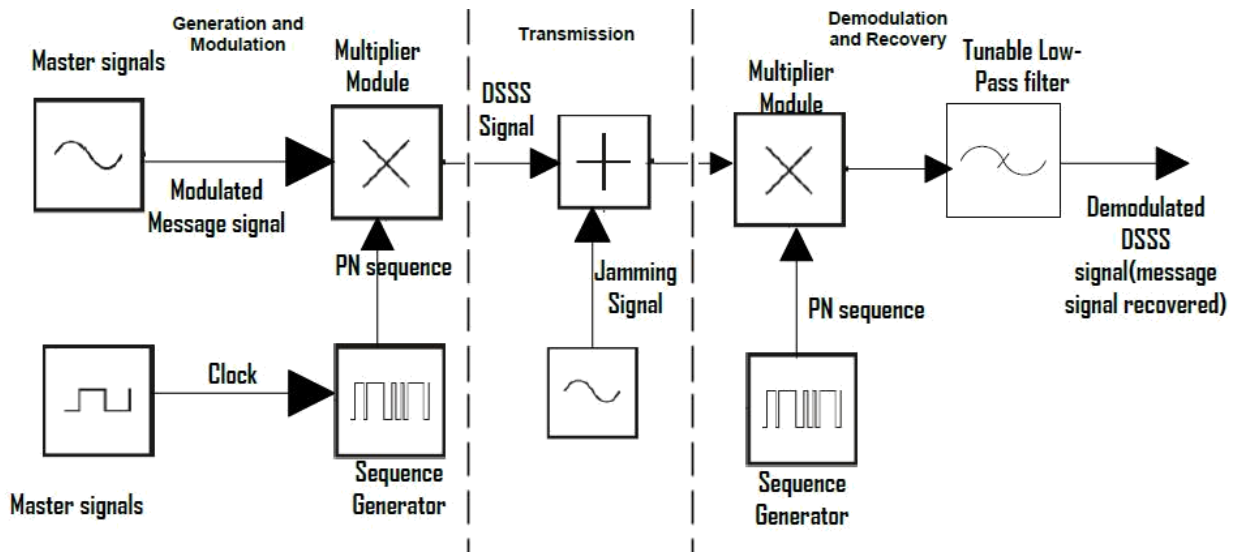 Generation and
Modulation
Transmission
Demodulation
and Recovery
Master signals
Multiplier
Module
Modulated
Message signal
PN sequence
Clock
Sequence
Generator
Master signals
DSSS
Signal
Jamming
Signal
Multiplier
Module
Tunable Low-
Pass filter
PN sequence
Sequence
Generator
Demodulated
DSSS
signal(message
signal recovered)